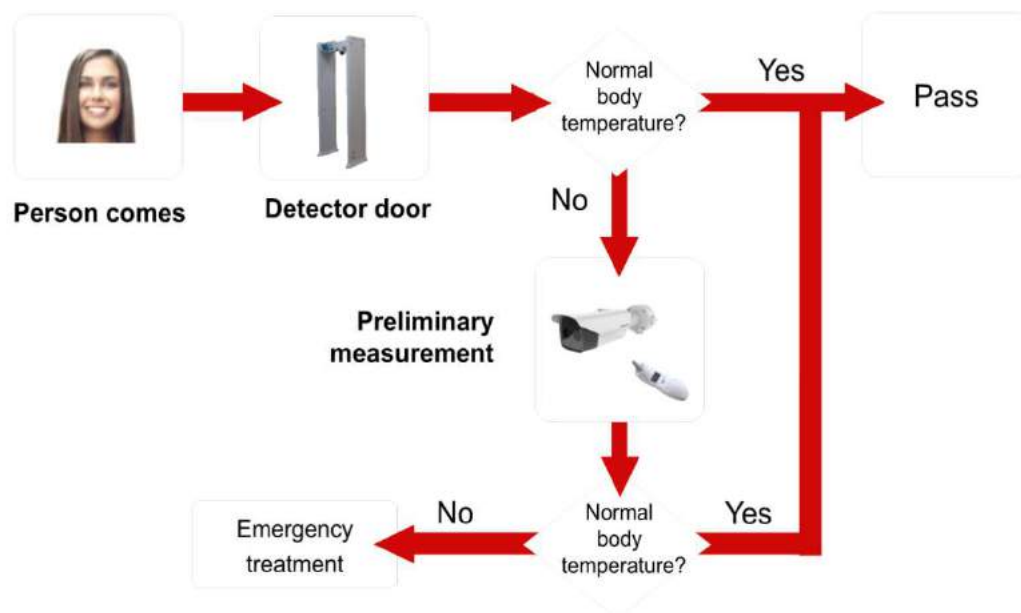 Person comes
Detector door
Normal
body
temperature?
Yes
Pass
No
Preliminary
measurement
Normal
body
temperature?
No
Yes
Emergency
treatment